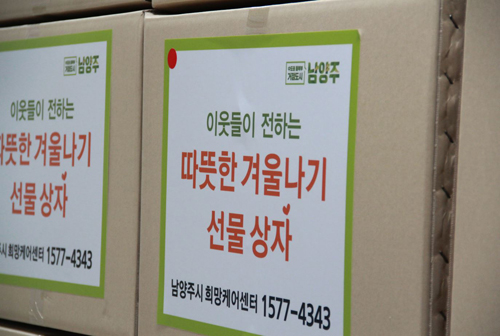 남양주
이웃들이 전하는
따뜻한 겨울나기
선물 상자
남양주시 희망케어센터 1577-4343
남양주
이웃들이 전하는
따뜻한 겨울나기
선물 상자
시 희망케어센터 1577-4343